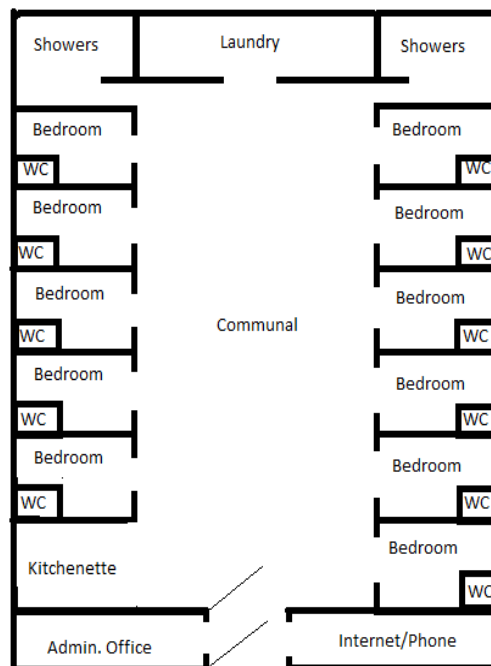 Showers Laundry Showers
Bedroom Bedroom
WC WC
Bedroom Bedroom
WC WC
Bedroom Bedroom
Communal
WC WC
Bedroom Bedroom
WC WC
Bedroom Bedroom
WC WC
Bedroom
Kitchenette
WC
Admin. Office Internet/Phone